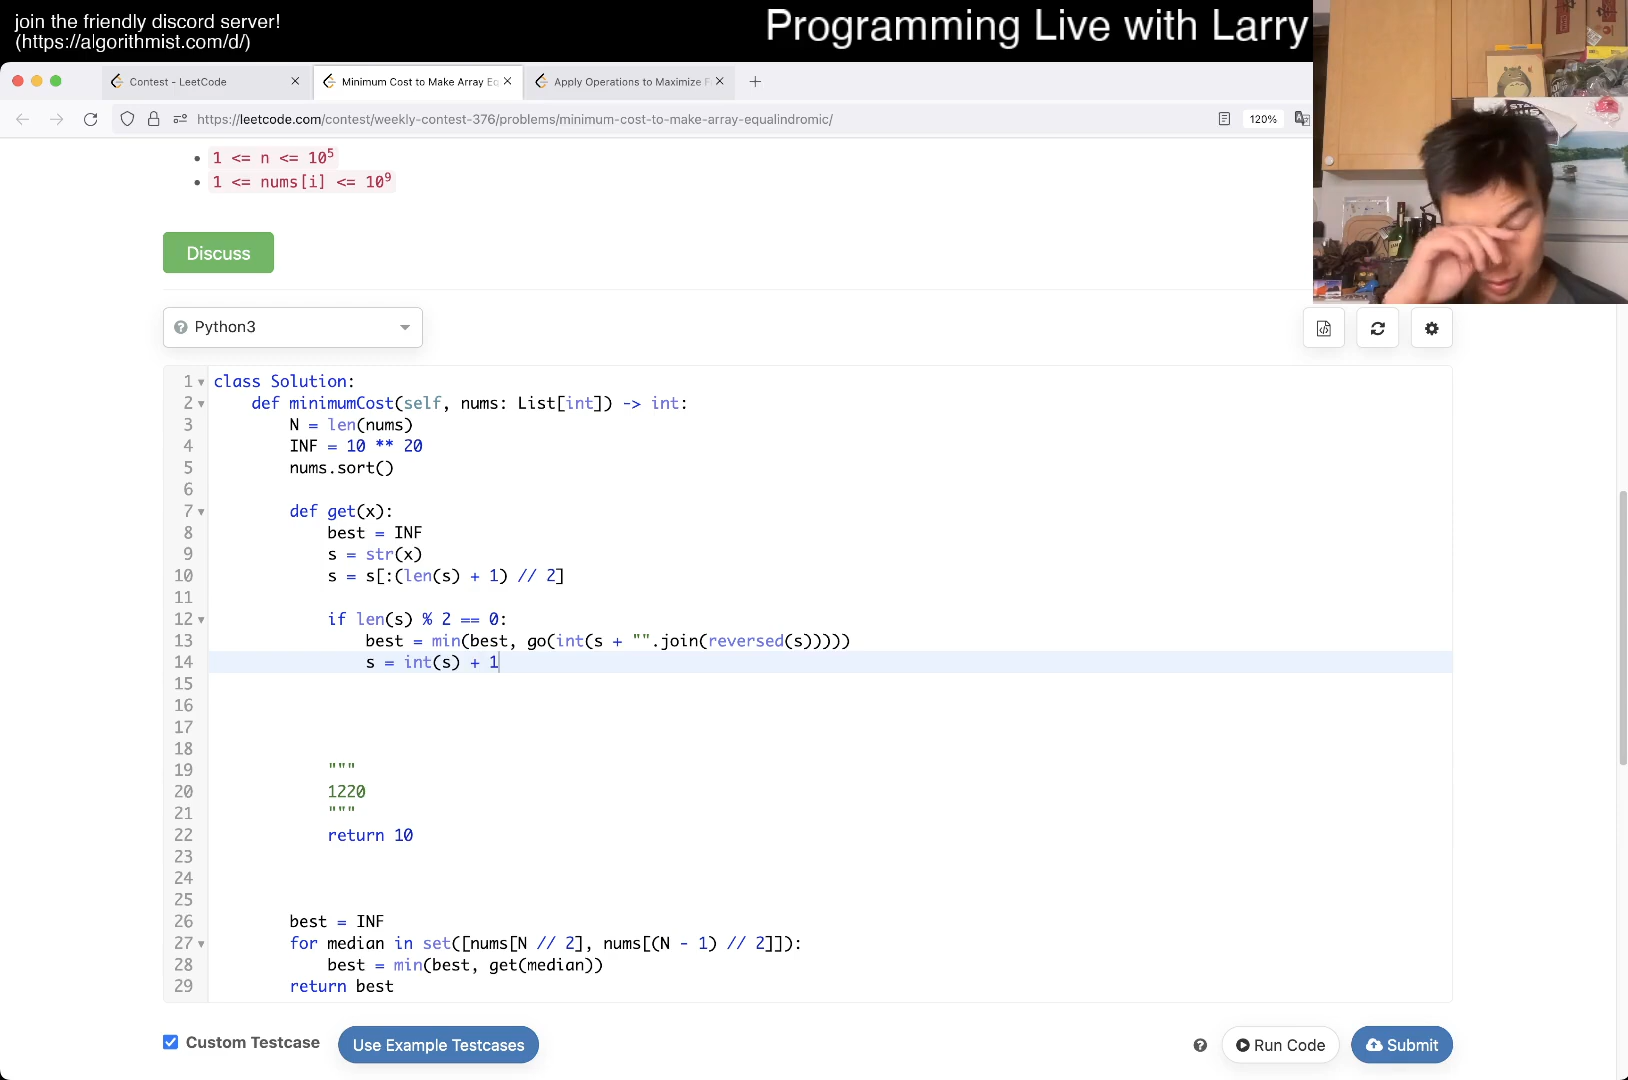 join the friendly discord server!
(https://algorithmist.com/d/)
Programming Live with Larry
Contest - LeetCode
Minimum Cost to Make Array Eq
Apply Operations to Maximize F
https://leetcode.com/contest/weekly-contest-376/problems/minimum-cost-to-make-array-equalindromic/
120%
1 <= n <= 10^5
1 <= nums[i] <= 10^9
Discuss
Python3
1 class Solution:
2 def minimumCost(self, nums: List[int]) -> int:
3 N = len(nums)
4 INF = 10 ** 20
5 nums.sort()
6
7 def get(x):
8 best = INF
9 s = str(x)
10 s = s[:(len(s) + 1) // 2]
11
12 if len(s) % 2 == 0:
13 best = min(best, go(int(s + "".join(reversed(s)))))
14 s = int(s) + 1
15
16
17
18
19 """
20 1220
21 """
22 return 10
23
24
25
26 best = INF
27 for median in set([nums[N // 2], nums[(N - 1) // 2]]):
28 best = min(best, get(median))
29 return best
Custom Testcase
Use Example Testcases
Run Code
Submit